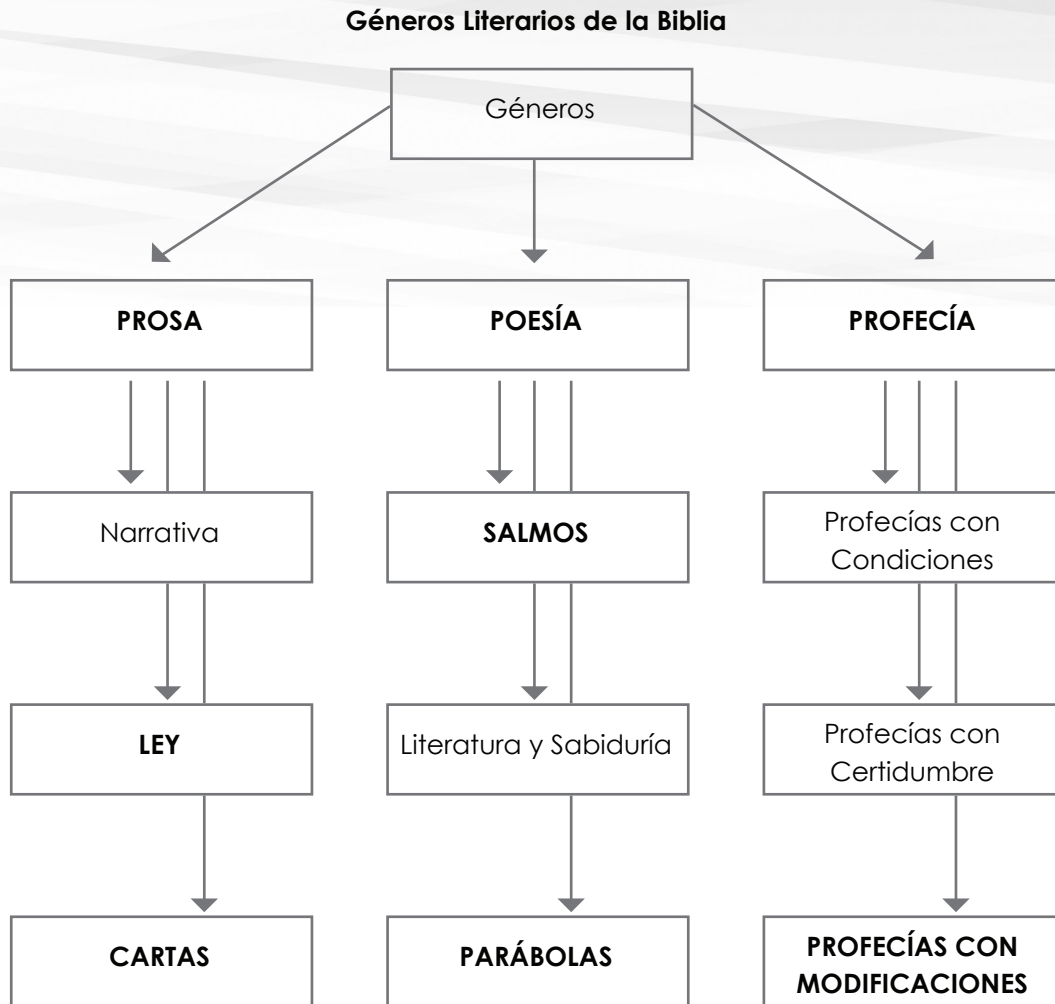 Géneros Literarios de la Biblia
Géneros
PROSA
POESÍA
PROFECÍA
Narrativa
SALMOS
Profecías con
Condiciones
LEY
Literatura y Sabiduría
Profecías con
Certidumbre
CARTAS
PARÁBOLAS
PROFECÍAS CON
MODIFICACIONES